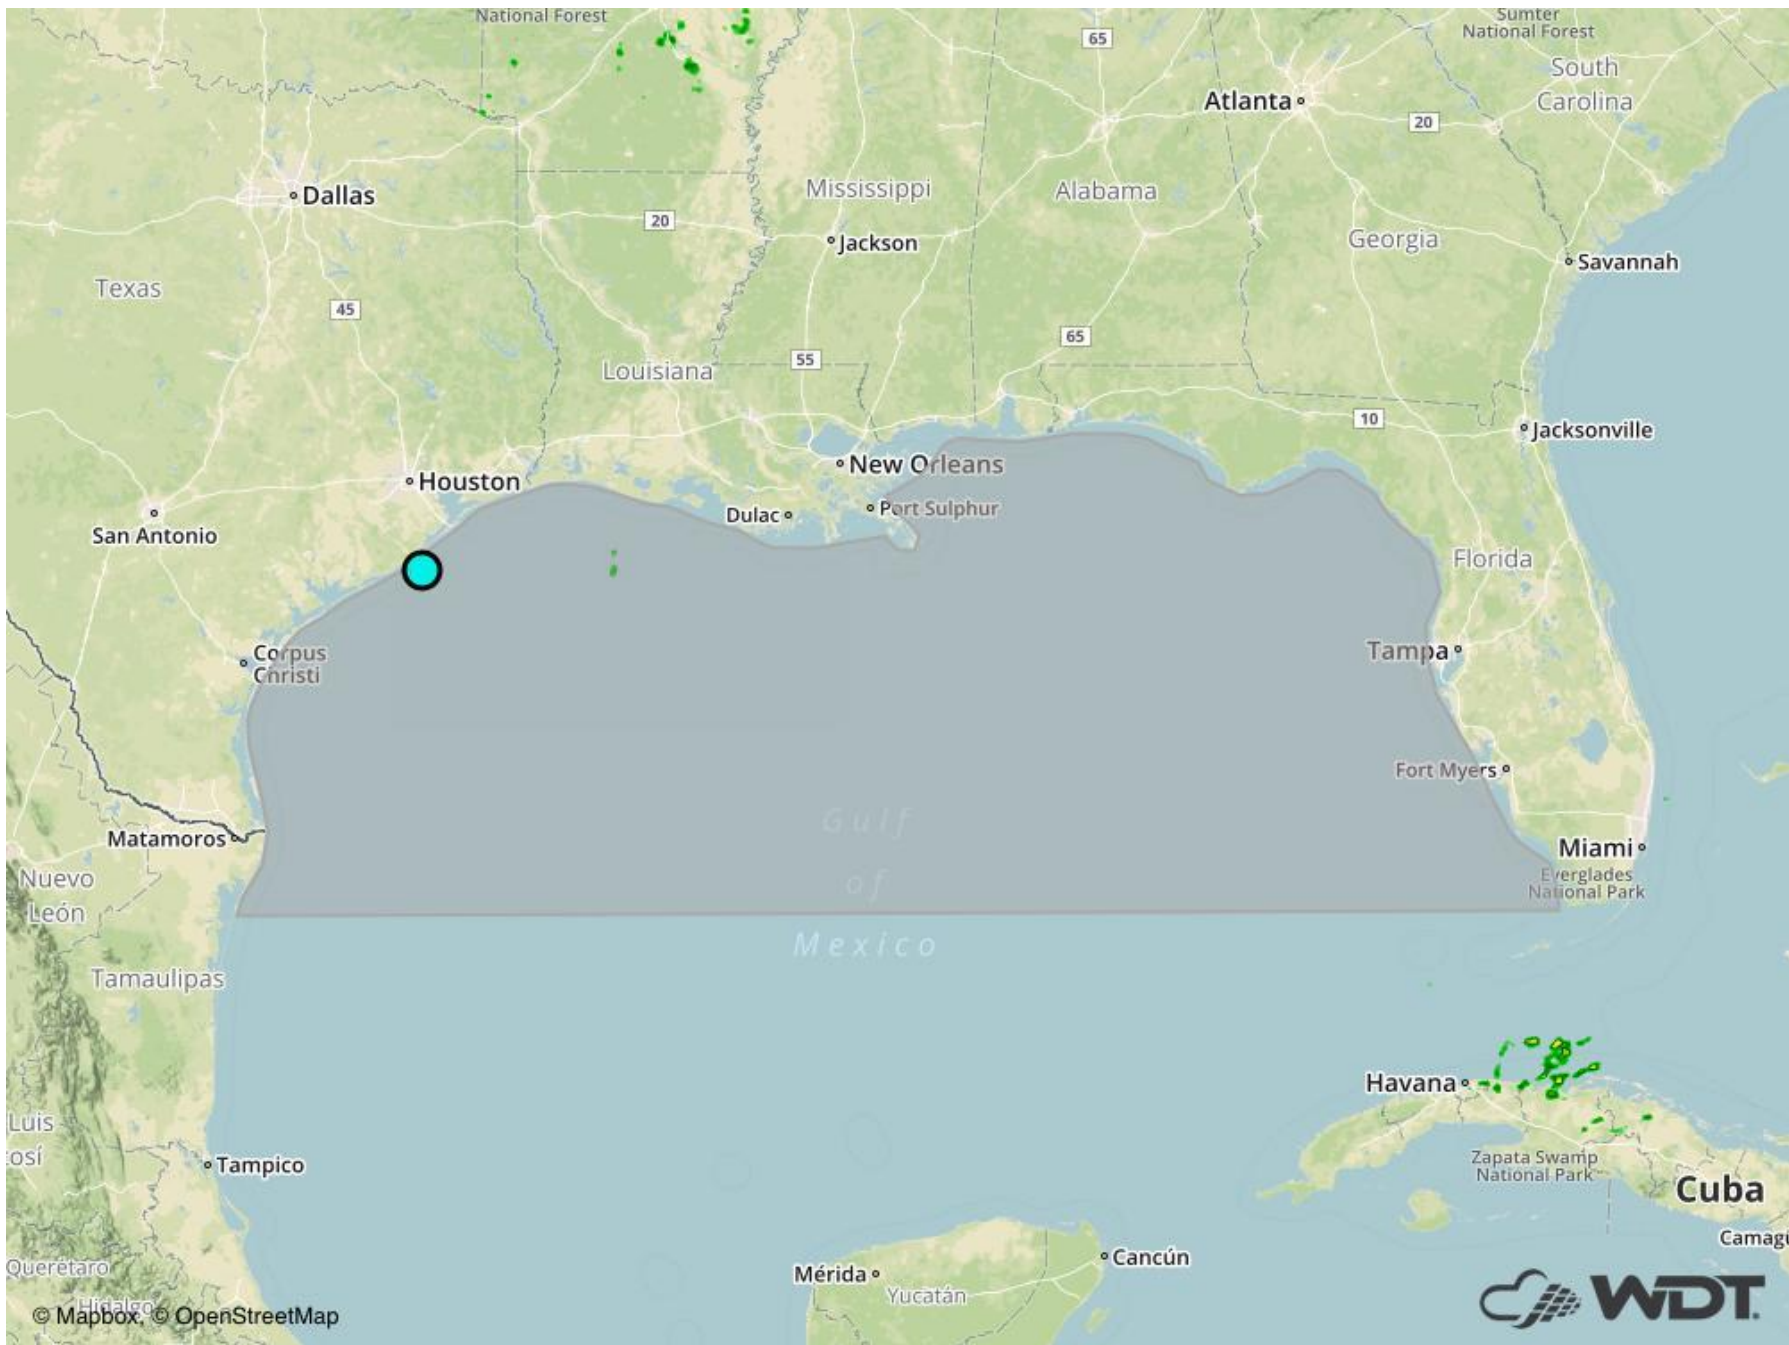 National Forest
65
Sumter
National Forest
South
Carolina
Atlanta
20
Dallas
Mississippi
Alabama
20
Jackson
Georgia
Savannah
Texas
45
65
55
Louisiana
10
Jacksonville
New Orleans
Houston
Port Sulphur
Dulac
San Antonio
Florida
Corpus
Christi
Tampa
Fort Myers
Gulf
of
Mexico
Matamoros
Miami
Everglades
National Park
Nuevo
León
Tamaulipas
Havana
Luis
osí
Tampico
Zapata Swamp
National Park
Cuba
Camagü
Cancún
Querétaro
Mérida
Yucatán
Hidalgo
© Mapbox, © OpenStreetMap
WDT